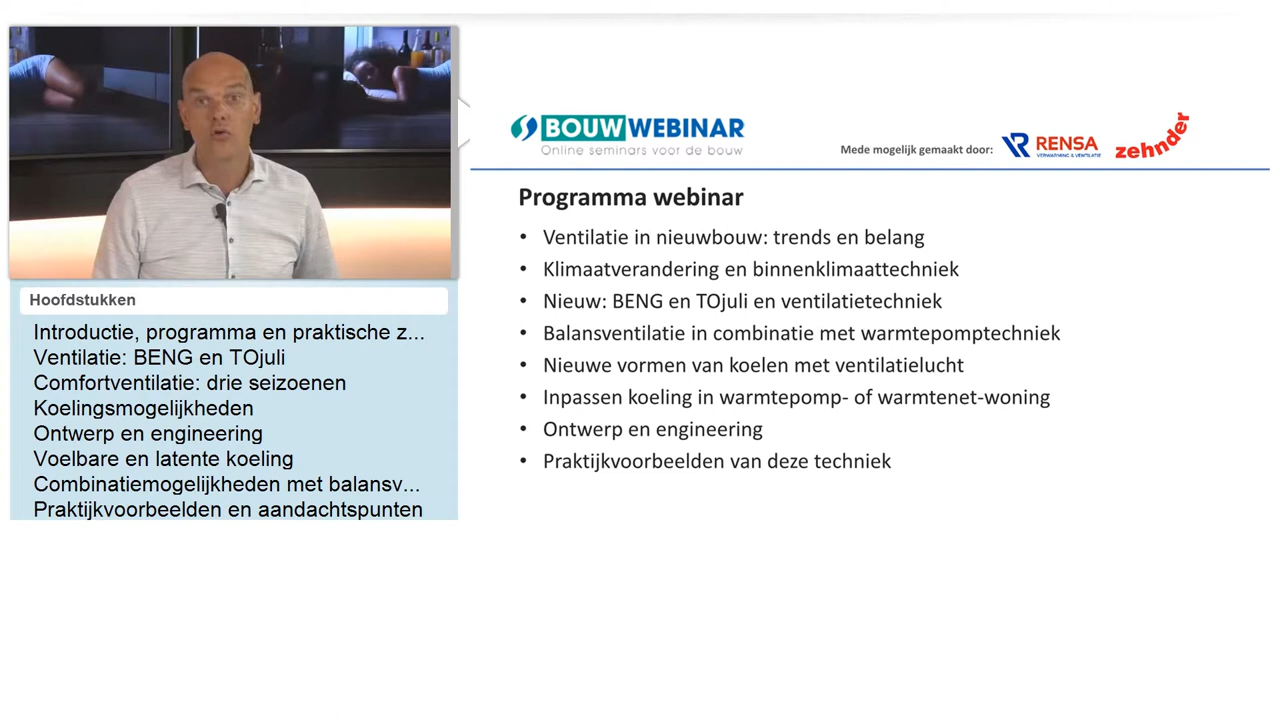 BOUWWEBINAR
Online seminars voor de bouw
Mede mogelijk gemaakt door:
RENSA
VERWARMING & VENTILATIE
zehnder
Programma webinar
• Ventilatie in nieuwbouw: trends en belang
• Klimaatverandering en binnenklimaattechniek
• Nieuw: BENG en TOjuli en ventilatietechniek
• Balansventilatie in combinatie met warmtepomptechniek
• Nieuwe vormen van koelen met ventilatielucht
• Inpassen koeling in warmtepomp- of warmtenet-woning
• Ontwerp en engineering
• Praktijkvoorbeelden van deze techniek
Hoofdstukken
Introductie, programma en praktische z...
Ventilatie: BENG en TOjuli
Comfortventilatie: drie seizoenen
Koelingsmogelijkheden
Ontwerp en engineering
Voelbare en latente koeling
Combinatiemogelijkheden met balansv...
Praktijkvoorbeelden en aandachtspunten